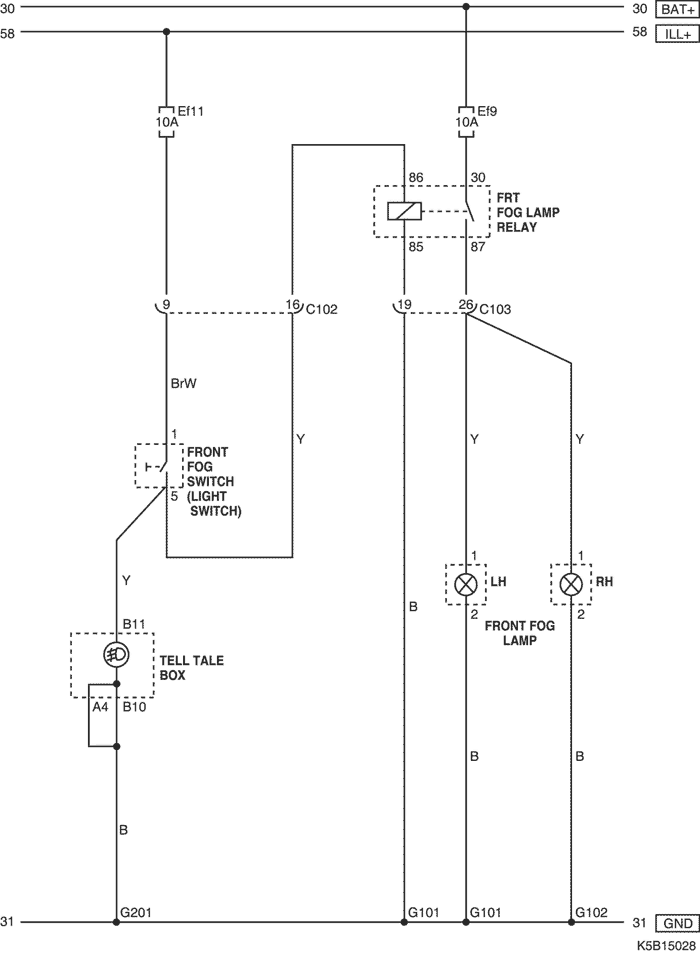 30
30 BAT+
58
58 ILL+
Ef11
10A
Ef9
10A
86
30
FRT
FOG LAMP
RELAY
85
87
9
16
C102
19
26
C103
BrW
Y
Y
Y
1
FRONT
FOG
SWITCH
(LIGHT
SWITCH)
5
Y
1
LH
2
1
RH
2
FRONT FOG
LAMP
B
B11
TELL TALE
BOX
A4
B10
B
B
B
31
G201
G101
G101
G102
31 GND
K5B15028